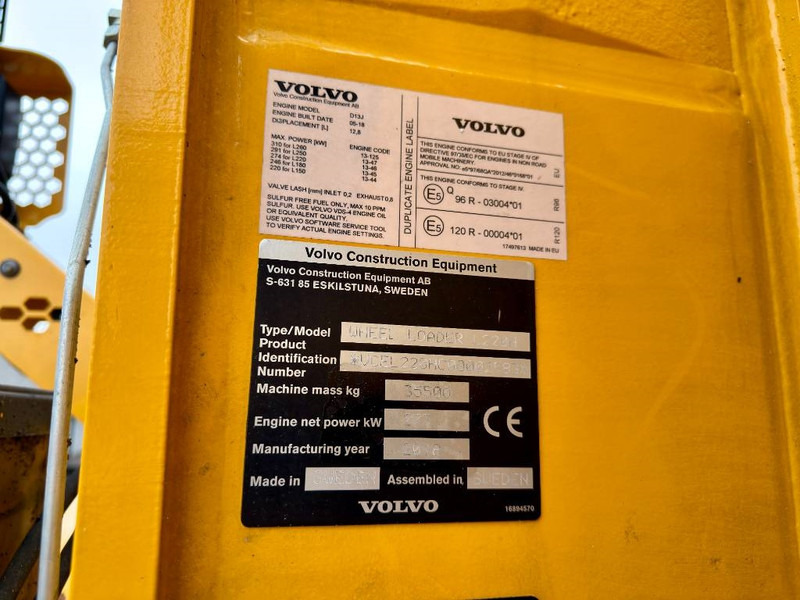 VOLVO
Volvo Construction Equipment AB
ENGINE MODEL D13J
ENGINE BUILT DATE 05-18
DISPLACEMENT [L] 12,8
MAX. POWER [kW] ENGINE CODE
310 for L260 13-125
291 for L250 13-47
274 for L220 13-46
246 for L180 13-45
220 for L150 13-44
VALVE LASH [mm] INLET 0,2 EXHAUST 0,8
SULFUR FREE FUEL ONLY, MAX 10 PPM
SULFUR. USE VOLVO VDS-4 ENGINE OIL
OR EQUIVALENT QUALITY.
USE VOLVO SOFTWARE SERVICE TOOL
TO VERIFY ACTUAL ENGINE SETTINGS.
DUPLICATE ENGINE LABEL
VOLVO
THIS ENGINE CONFORMS TO EU STAGE IV OF
DIRECTIVE 97/68/EC FOR ENGINES IN NON ROAD
MOBILE MACHINERY
APPROVAL NO:
EU
THIS ENGINE CONFORMS TO STAGE IV.
E5 Q 96 R - 03004*01
R96
E5 120 R - 00004*01
R120
17497613 MADE IN EU
Volvo Construction Equipment
Volvo Construction Equipment AB
S-631 85 ESKILSTUNA, SWEDEN
Type/Model WHEEL LOADER
Product
Identification
Number
Machine mass kg 35500
Engine net power kW
CE
Manufacturing year
Made in SWEDEN Assembled in SWEDEN
VOLVO
16894570